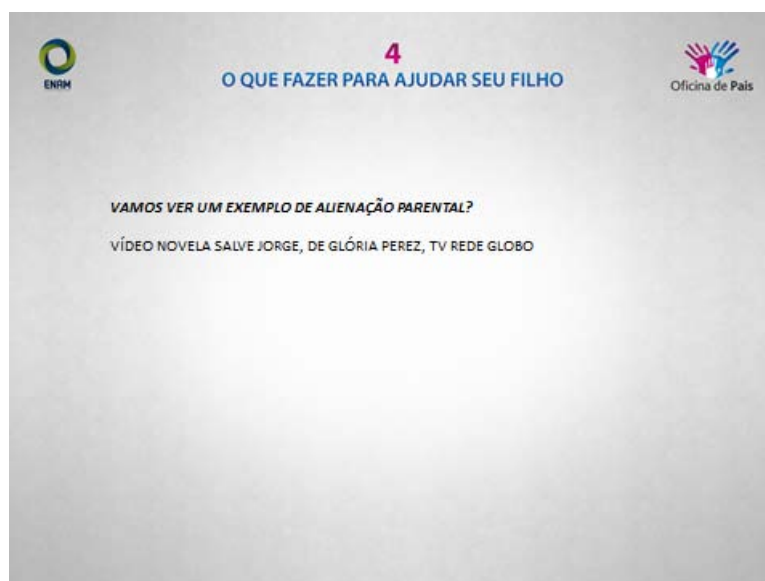 ENAM
4
O QUE FAZER PARA AJUDAR SEU FILHO
Oficina de Pais
VAMOS VER UM EXEMPLO DE ALIENAÇÃO PARENTAL?
VÍDEO NOVELA SALVE JORGE, DE GLÓRIA PEREZ, TV REDE GLOBO